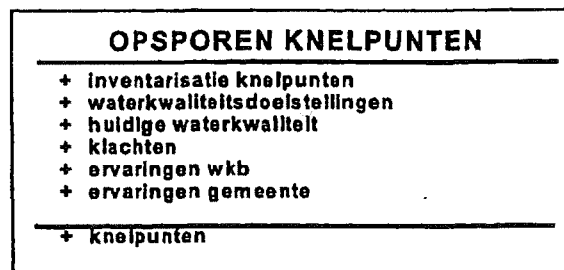 OPSPOREN KNELPUNTEN
+ inventarisatie knelpunten
+ waterkwaliteitsdoelstellingen
+ huidige waterkwaliteit
+ klachten
+ ervaringen wkb
+ ervaringen gemeente
+ knelpunten